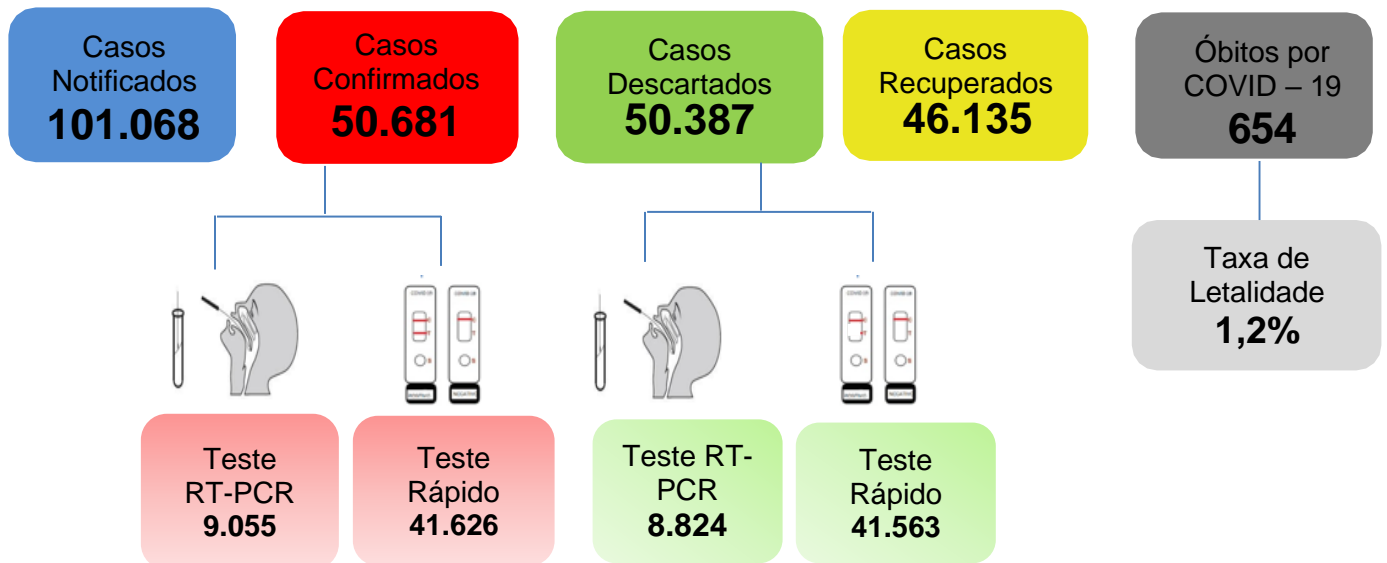 Casos
Notificados
101.068
Casos
Confirmados
50.681
Casos
Descartados
50.387
Casos
Recuperados
46.135
Óbitos por
COVID – 19
654
Taxa de
Letalidade
1,2%
Teste
RT-PCR
9.055
Teste
Rápido
41.626
Teste RT-
PCR
8.824
Teste
Rápido
41.563